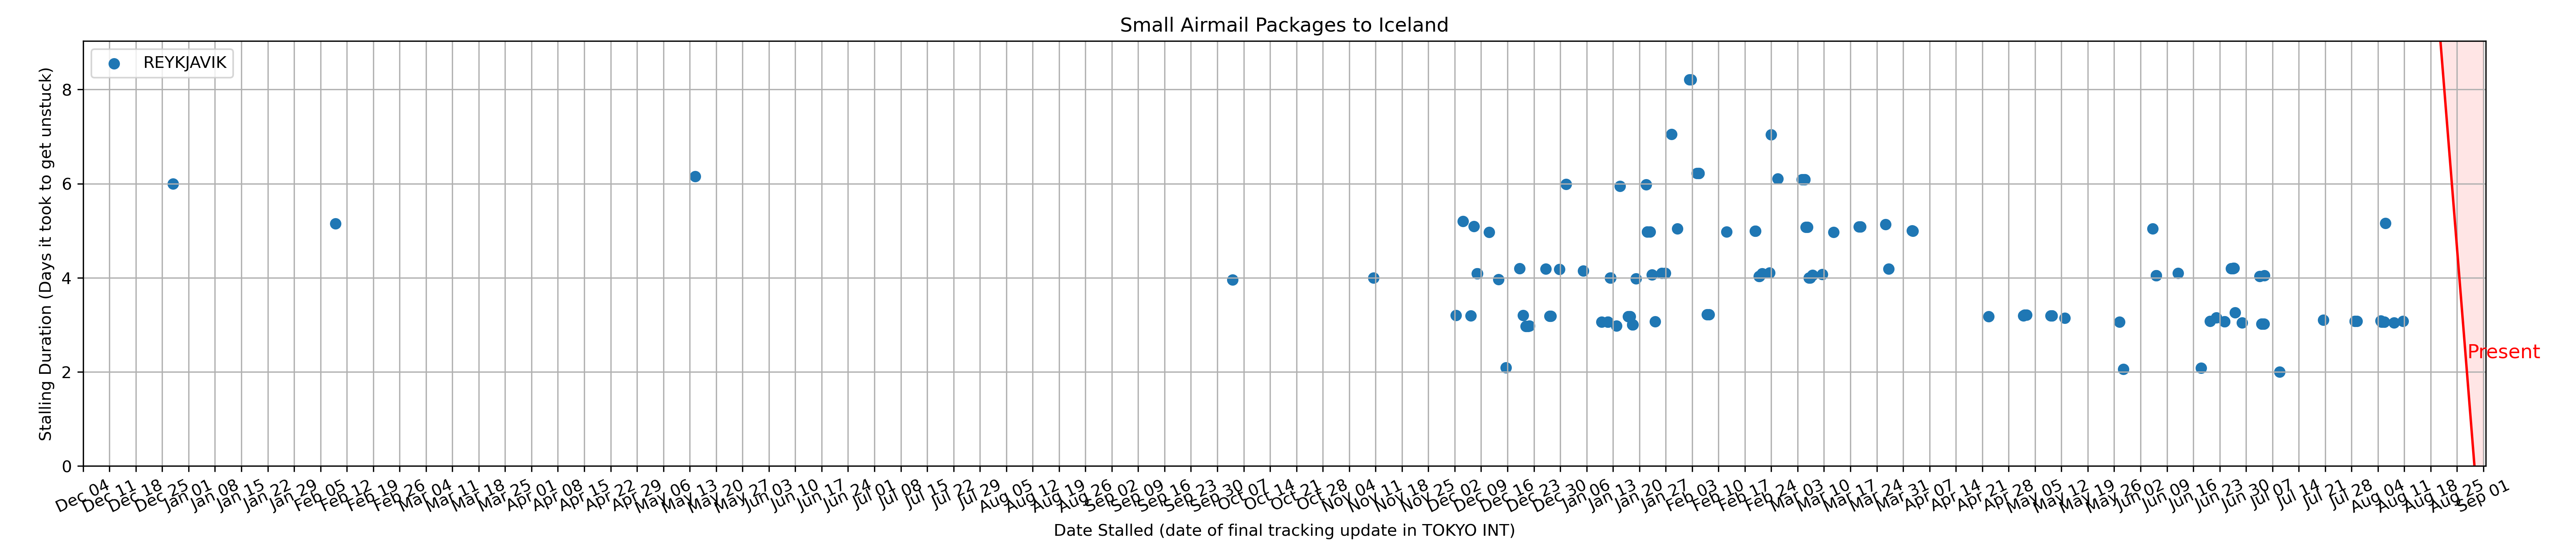 Small Airmail Packages to Iceland
REYKJAVIK
Stalling Duration (Days it took to get unstuck)
8
6
4
2
0
Present
Dec 04
Dec 11
Dec 18
Dec 25
Jan 01
Jan 08
Jan 15
Jan 22
Jan 29
Feb 05
Feb 12
Feb 19
Feb 26
Mar 04
Mar 11
Mar 18
Mar 25
Apr 01
Apr 08
Apr 15
Apr 22
Apr 29
May 06
May 13
May 20
May 27
Jun 03
Jun 10
Jun 17
Jun 24
Jul 01
Jul 08
Jul 15
Jul 22
Jul 29
Aug 05
Aug 12
Aug 19
Aug 26
Sep 02
Sep 09
Sep 16
Sep 23
Sep 30
Oct 07
Oct 14
Oct 21
Oct 28
Nov 04
Nov 11
Nov 18
Nov 25
Dec 02
Dec 09
Dec 16
Dec 23
Dec 30
Jan 06
Jan 13
Jan 20
Jan 27
Feb 03
Feb 10
Feb 17
Feb 24
Mar 03
Mar 10
Mar 17
Mar 24
Mar 31
Apr 07
Apr 14
Apr 21
Apr 28
May 05
May 12
May 19
May 26
Jun 02
Jun 09
Jun 16
Jun 23
Jun 30
Jul 07
Jul 14
Jul 21
Jul 28
Aug 04
Aug 11
Aug 18
Aug 25
Sep 01
Date Stalled (date of final tracking update in TOKYO INT)